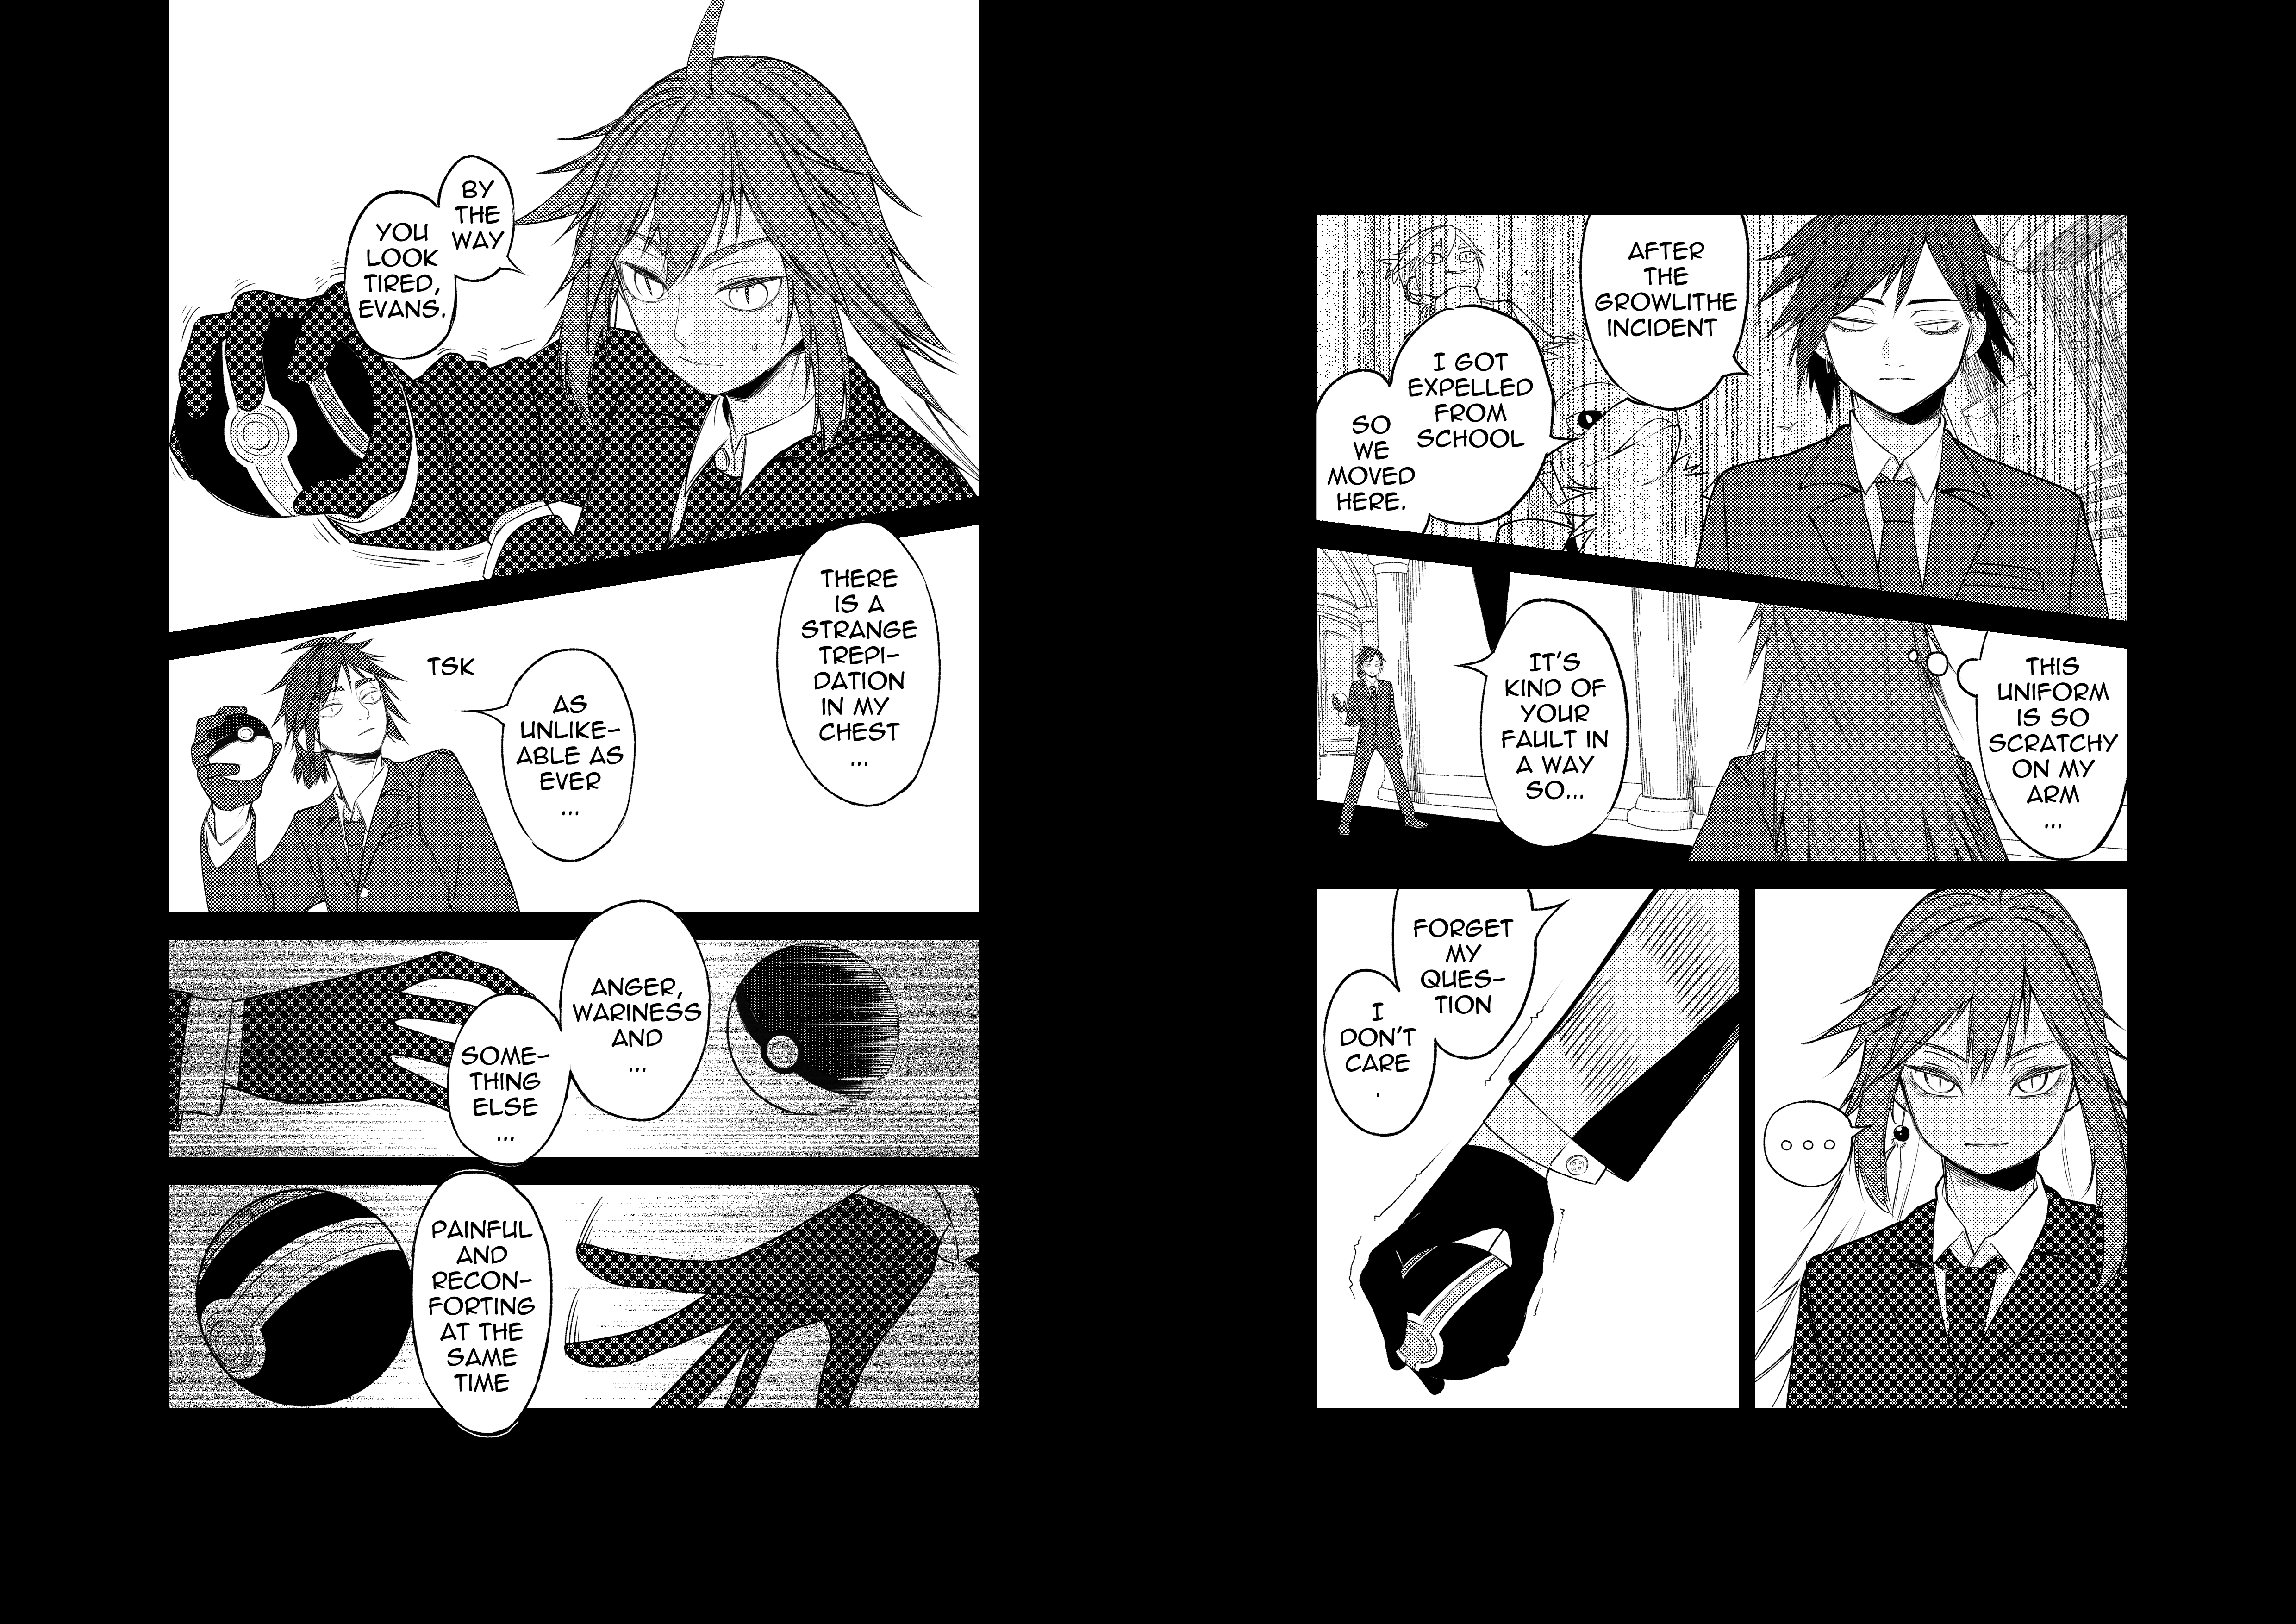 AFTER
THE
GROWLITHE
INCIDENT
I GOT
EXPELLED
FROM
SCHOOL
SO
WE
MOVED
HERE.
THIS
UNIFORM
IS SO
SCRATCHY
ON MY
ARM
...
IT'S
KIND OF
YOUR
FAULT IN
A WAY
SO...
...
FORGET
MY
QUES-
TION
I
DON'T
CARE
.
BY
THE
WAY
YOU
LOOK
TIRED,
EVANS.
THERE
IS A
STRANGE
TREPI-
DATION
IN MY
CHEST
...
AS
UNLIKE-
ABLE AS
EVER
...
TSK
ANGER,
WARINESS
AND
...
SOME-
THING
ELSE
...
PAINFUL
AND
RECON-
FORTING
AT THE
SAME
TIME